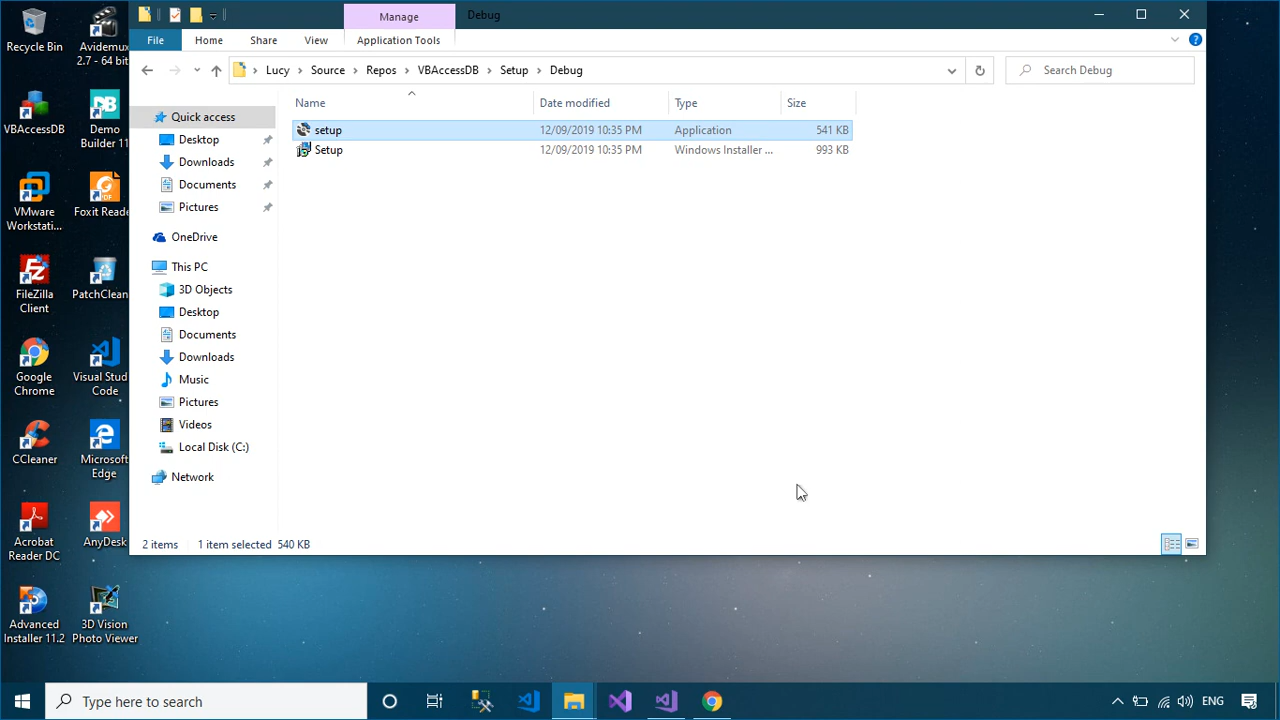 Recycle Bin
Avidemux
2.7 - 64 bit
VBAccessDB
Demo
Builder 11
VMware
Workstati...
Foxit Reade
FileZilla
Client
PatchClean
Google
Chrome
Visual Stud
Code
CCleaner
Microsoft
Edge
Acrobat
Reader DC
AnyDesk
Advanced
Installer 11.2
3D Vision
Photo Viewer
Manage
Debug
File
Home
Share
View
Application Tools
Lucy > Source > Repos > VBAccessDB > Setup > Debug
Search Debug
Name Date modified Type Size
setup 12/09/2019 10:35 PM Application 541 KB
Setup 12/09/2019 10:35 PM Windows Installer ... 993 KB
Quick access
Desktop
Downloads
Documents
Pictures
OneDrive
This PC
3D Objects
Desktop
Documents
Downloads
Music
Pictures
Videos
Local Disk (C:)
Network
2 items 1 item selected 540 KB
Type here to search
ENG